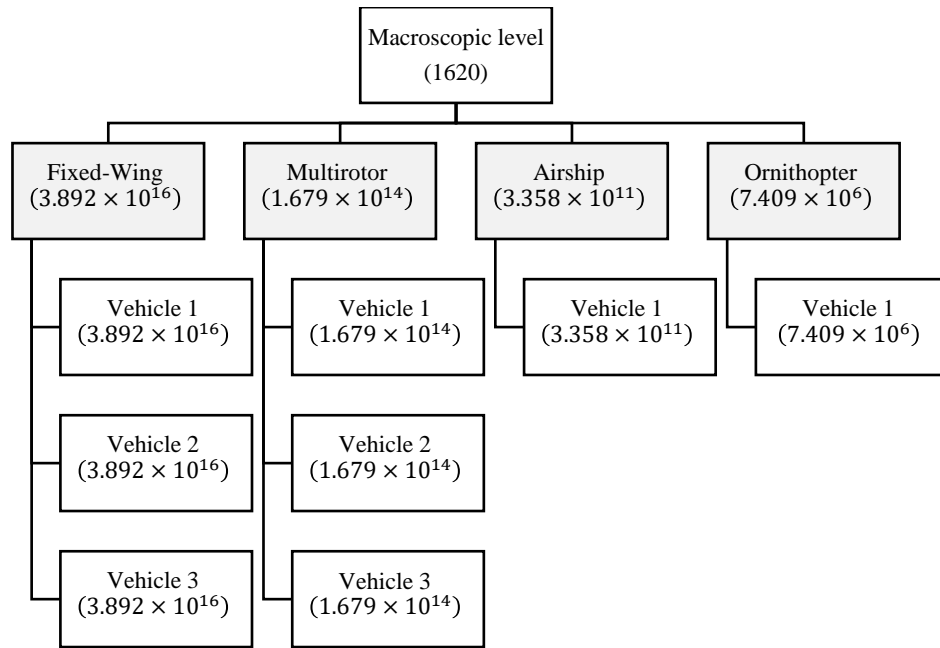 Macroscopic level
(1620)
Fixed-Wing
(3.892 × 10¹⁶)
Multirotor
(1.679 × 10¹⁴)
Airship
(3.358 × 10¹¹)
Ornithopter
(7.409 × 10⁶)
Vehicle 1
(3.892 × 10¹⁶)
Vehicle 1
(1.679 × 10¹⁴)
Vehicle 1
(3.358 × 10¹¹)
Vehicle 1
(7.409 × 10⁶)
Vehicle 2
(3.892 × 10¹⁶)
Vehicle 2
(1.679 × 10¹⁴)
Vehicle 3
(3.892 × 10¹⁶)
Vehicle 3
(1.679 × 10¹⁴)